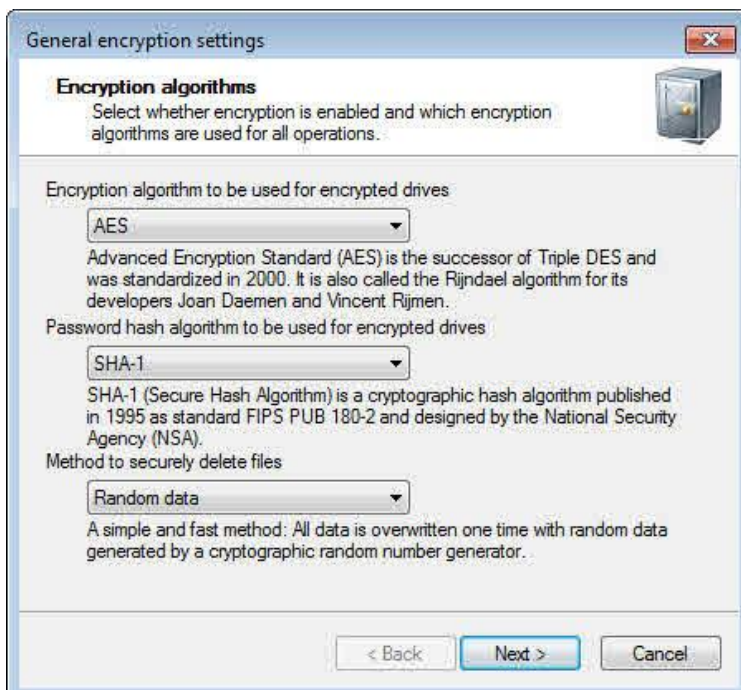 General encryption settings
Encryption algorithms
Select whether encryption is enabled and which encryption
algorithms are used for all operations.
Encryption algorithm to be used for encrypted drives
AES
Advanced Encryption Standard (AES) is the successor of Triple DES and
was standardized in 2000. It is also called the Rijndael algorithm for its
developers Joan Daemen and Vincent Rijmen.
Password hash algorithm to be used for encrypted drives
SHA-1
SHA-1 (Secure Hash Algorithm) is a cryptographic hash algorithm published
in 1995 as standard FIPS PUB 180-2 and designed by the National Security
Agency (NSA).
Method to securely delete files
Random data
A simple and fast method: All data is overwritten one time with random data
generated by a cryptographic random number generator.
< Back Next > Cancel